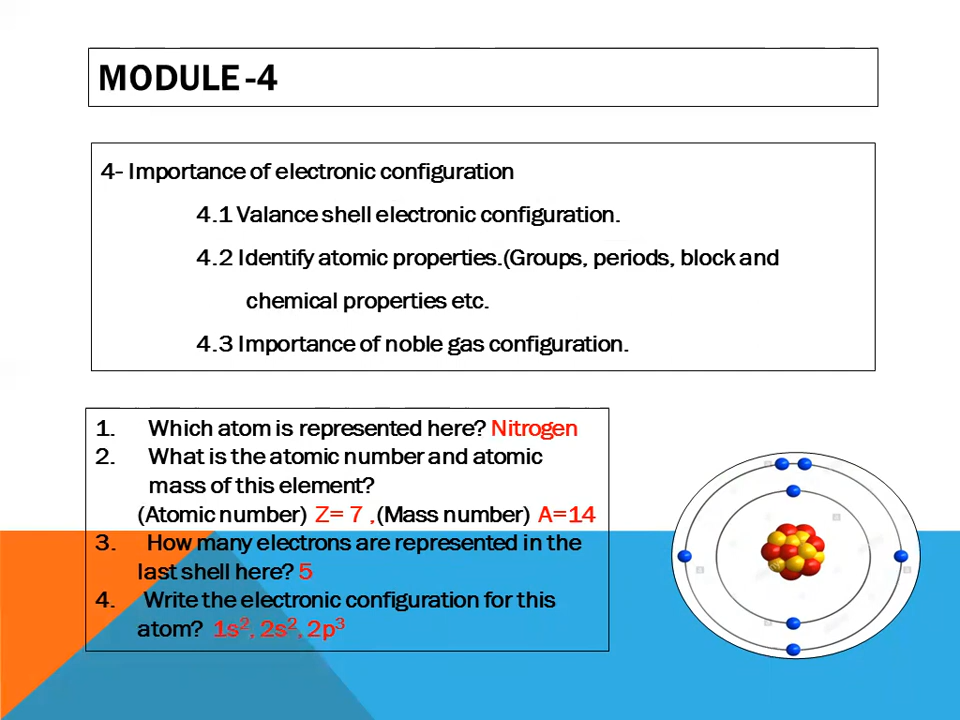 MODULE -4
4- Importance of electronic configuration
4.1 Valance shell electronic configuration.
4.2 Identify atomic properties.(Groups, periods, block and
chemical properties etc.
4.3 Importance of noble gas configuration.
1. Which atom is represented here? Nitrogen
2. What is the atomic number and atomic
mass of this element?
(Atomic number) Z= 7 ,(Mass number) A=14
3. How many electrons are represented in the
last shell here? 5
4. Write the electronic configuration for this
atom? 1s², 2s², 2p³